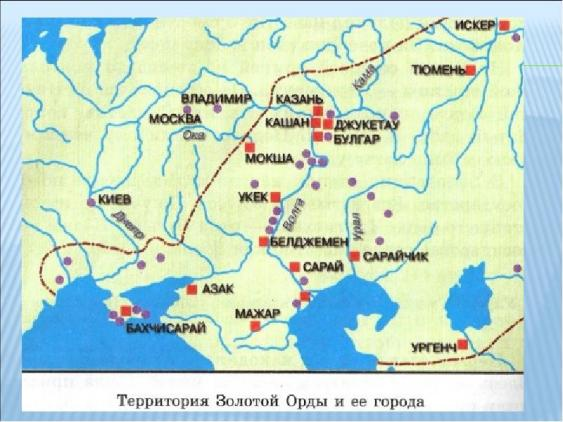 ИСКЕР
ТЮМЕНЬ
Кама
ВЛАДИМИР
КАЗАНЬ
МОСКВА
КАШАН
ДЖУКЕТАУ
Ока
БУЛГАР
МОКША
КИЕВ
УКЕК
Днепр
Волга
Урал
БЕЛДЖЕМЕН
САРАЙ
САРАЙЧИК
АЗАК
МАЖАР
БАХЧИСАРАЙ
УРГЕНЧ
Территория Золотой Орды и ее города